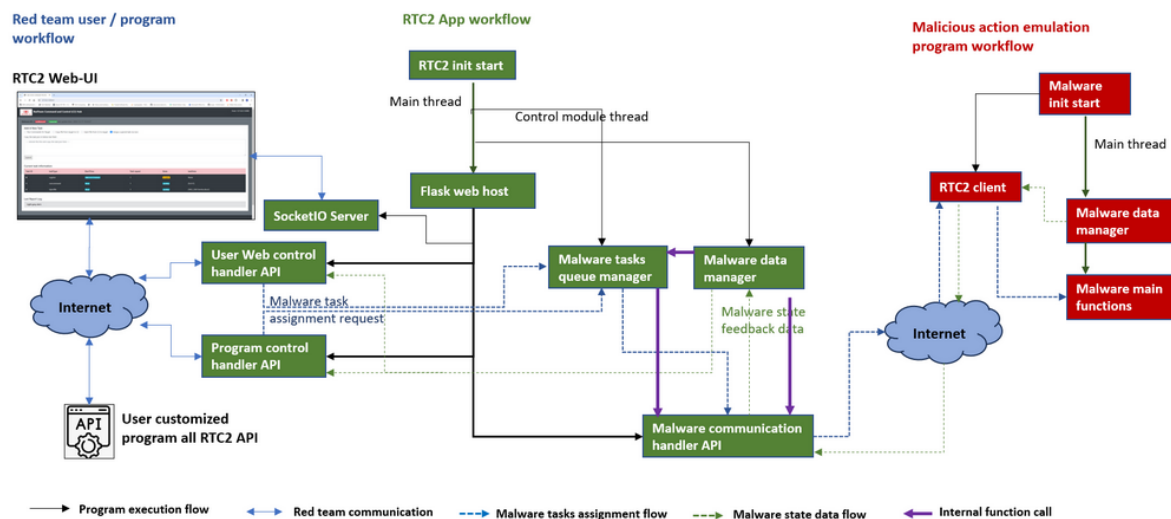 Red team user / program
workflow
RTC2 App workflow
Malicious action emulation
program workflow
RTC2 Web-UI
RTC2 init start
Main thread
Control module thread
Malware
init start
Main thread
Flask web host
RTC2 client
SocketIO Server
Malware data
manager
User Web control
handler API
Malware tasks
queue manager
Malware data
manager
Malware main
functions
Internet
Malware task
assignment request
Malware state
feedback data
Internet
Program control
handler API
API
User customized
program all RTC2 API
Malware communication
handler API
Program execution flow
Red team communication
Malware tasks assignment flow
Malware state data flow
Internal function call